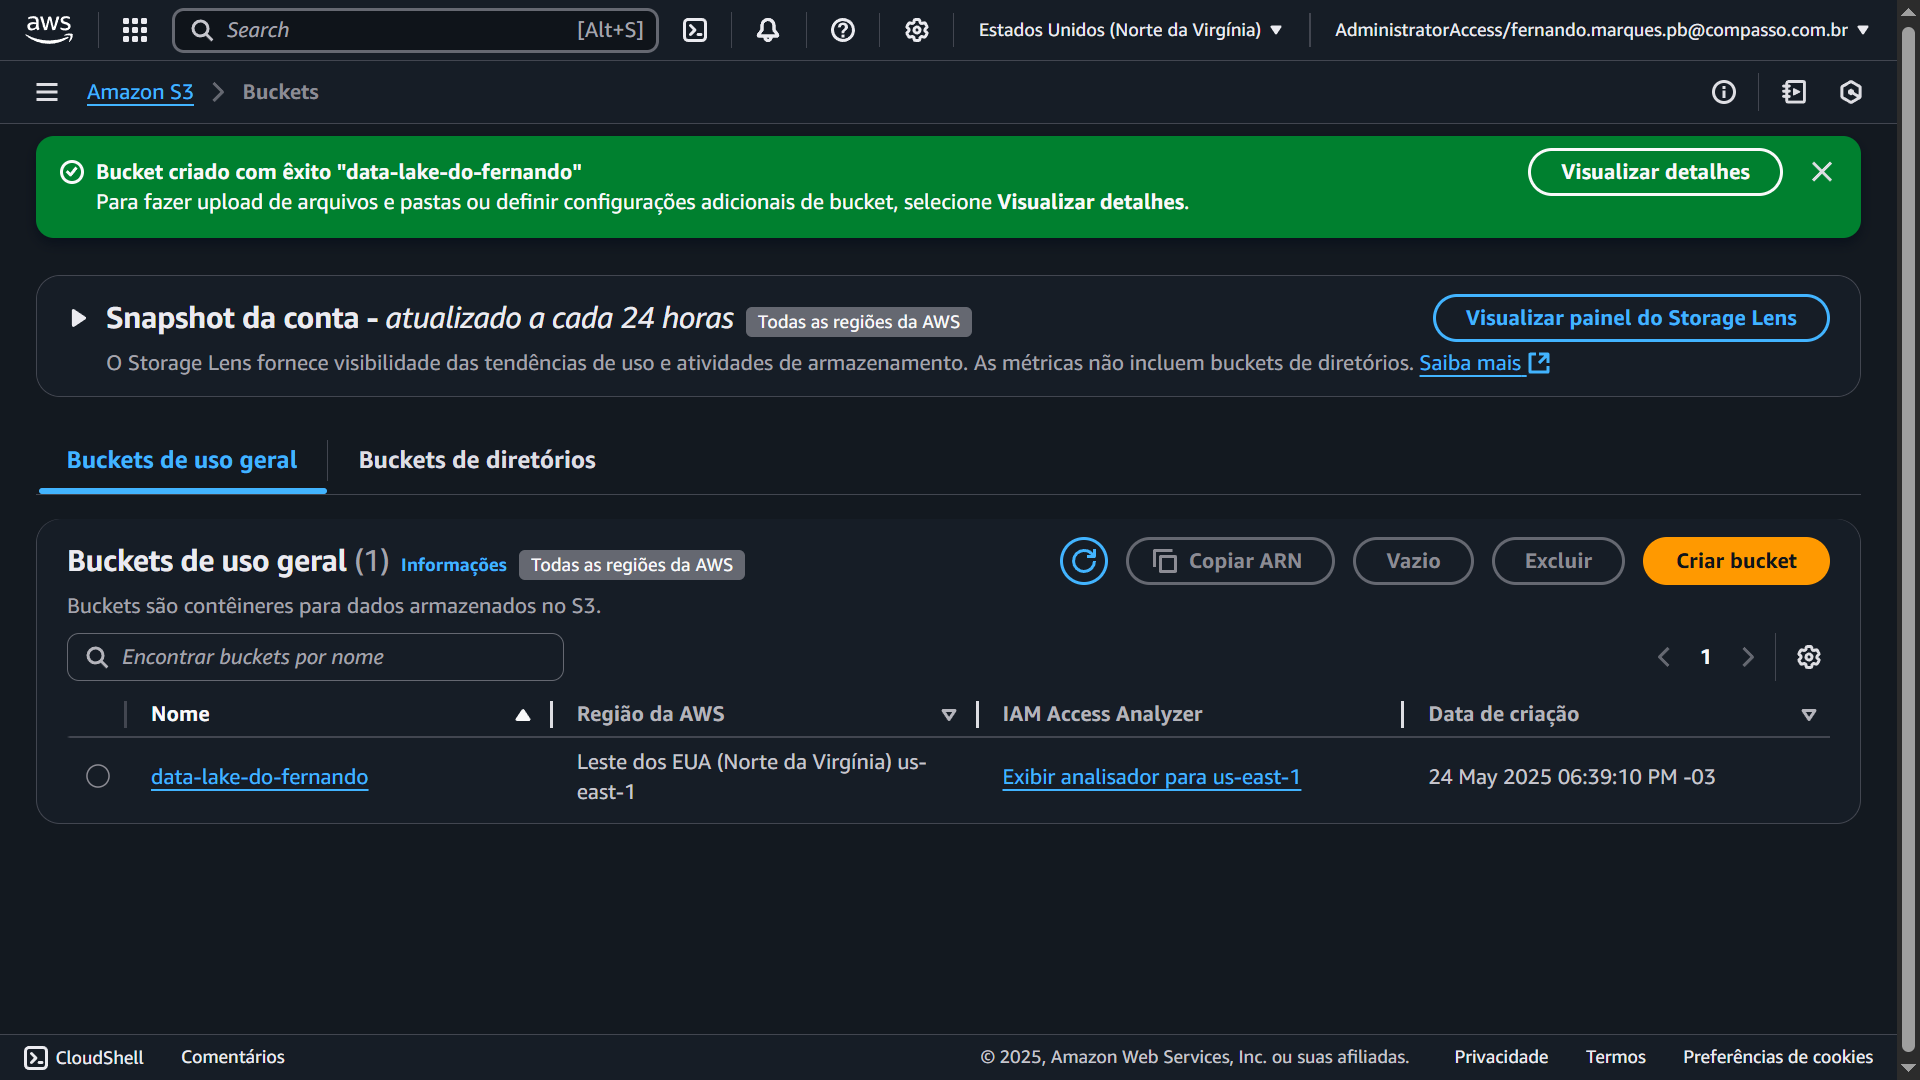 aws
Search [Alt+S]
Estados Unidos (Norte da Virgínia)
AdministratorAccess/fernando.marques.pb@compasso.com.br
Amazon S3 > Buckets
Bucket criado com êxito "data-lake-do-fernando"
Para fazer upload de arquivos e pastas ou definir configurações adicionais de bucket, selecione Visualizar detalhes.
Visualizar detalhes
Snapshot da conta - atualizado a cada 24 horas Todas as regiões da AWS
Visualizar painel do Storage Lens
O Storage Lens fornece visibilidade das tendências de uso e atividades de armazenamento. As métricas não incluem buckets de diretórios. Saiba mais
Buckets de uso geral
Buckets de diretórios
Buckets de uso geral (1) Informações Todas as regiões da AWS
Copiar ARN
Vazio
Excluir
Criar bucket
Buckets são contêineres para dados armazenados no S3.
Encontrar buckets por nome
1
Nome
Região da AWS
IAM Access Analyzer
Data de criação
data-lake-do-fernando
Leste dos EUA (Norte da Virgínia) us-
east-1
Exibir analisador para us-east-1
24 May 2025 06:39:10 PM -03
CloudShell
Comentários
© 2025, Amazon Web Services, Inc. ou suas afiliadas.
Privacidade
Termos
Preferências de cookies